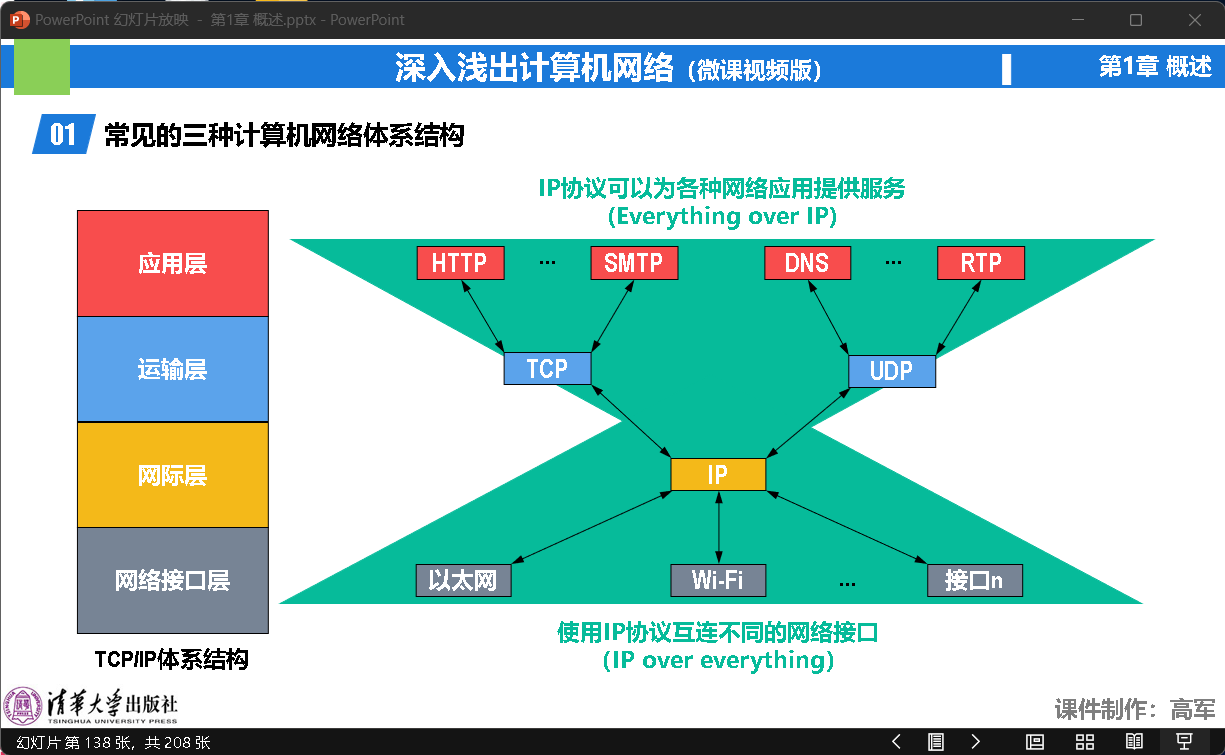 PowerPoint 幻灯片放映 - 第1章 概述.pptx - PowerPoint
深入浅出计算机网络（微课视频版）
第1章 概述
01 常见的三种计算机网络体系结构
IP协议可以为各种网络应用提供服务
(Everything over IP)
应用层
HTTP ... SMTP DNS ... RTP
运输层
TCP UDP
网际层
IP
网络接口层
以太网 Wi-Fi ... 接口n
使用IP协议互连不同的网络接口
(IP over everything)
TCP/IP体系结构
清华大学出版社
TSINGHUA UNIVERSITY PRESS
课件制作：高军
幻灯片 第 138 张，共 208 张